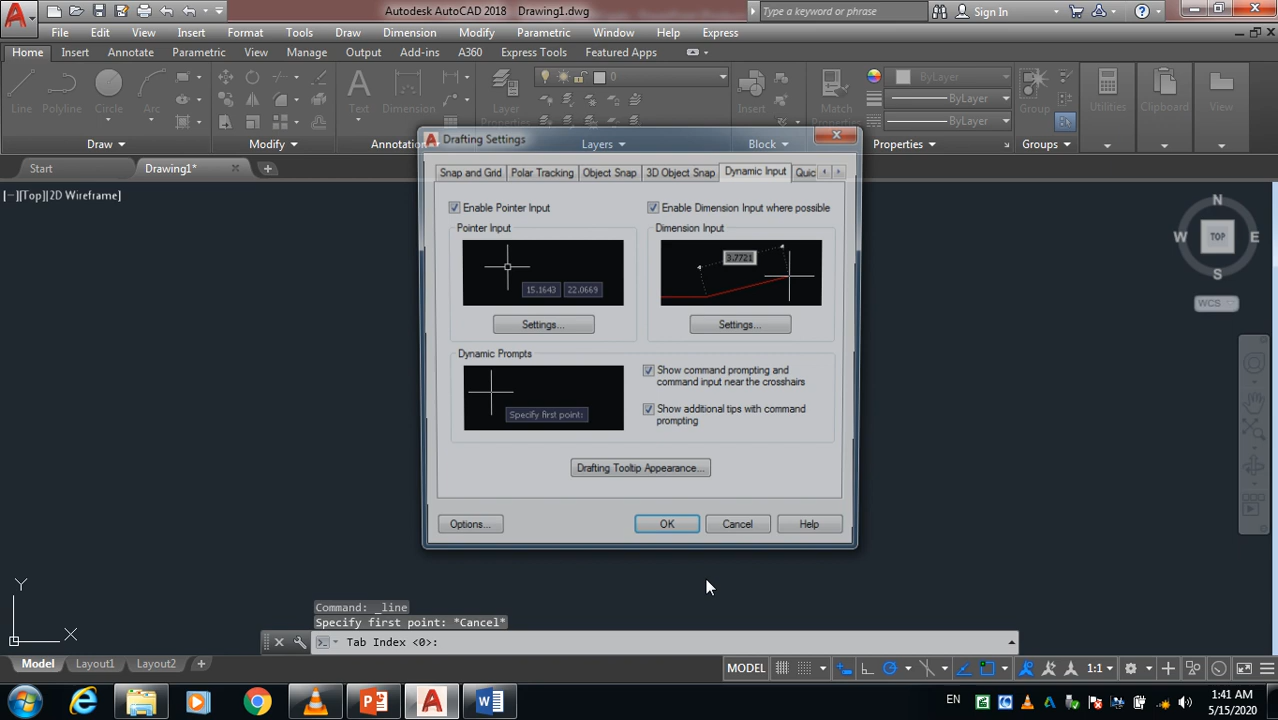 Autodesk AutoCAD 2018 Drawing1.dwg
Type a keyword or phrase
Sign In
File Edit View Insert Format Tools Draw Dimension Modify Parametric Window Help Express
Home Insert Annotate Parametric View Manage Output Add-ins A360 Express Tools Featured Apps
Line Polyline Circle Arc
Text Dimension
Layer
Properties
0
Insert
Match
ByLayer
ByLayer
ByLayer
Group
Utilities Clipboard View
Draw Modify Layers Block Properties Groups
Start Drawing1*
[−][Top][2D Wireframe]
Drafting Settings
Snap and Grid Polar Tracking Object Snap 3D Object Snap Dynamic Input Quic
Enable Pointer Input
Enable Dimension Input where possible
Pointer Input
Dimension Input
15.1643 22.0669
3.7721
Settings...
Settings...
Dynamic Prompts
Specify first point:
Show command prompting and
command input near the crosshairs
Show additional tips with command
prompting
Drafting Tooltip Appearance...
Options... OK Cancel Help
N
W TOP E
S
WCS
Y
X
Command: _line
Specify first point: *Cancel*
Tab Index <0>:
Model Layout1 Layout2
MODEL
1:1
EN
1:41 AM
5/15/2020